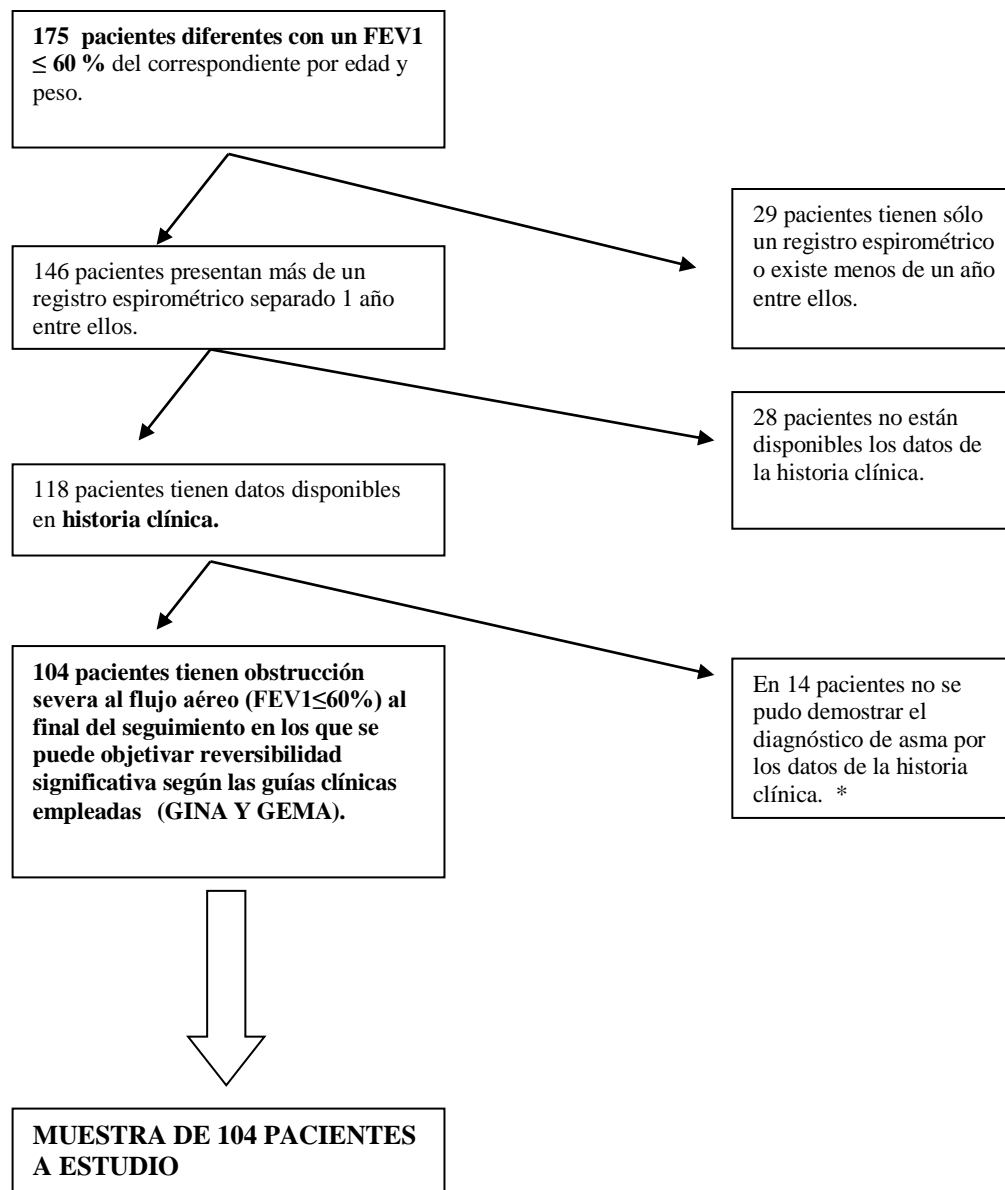 175 pacientes diferentes con un FEV1
≤ 60 % del correspondiente por edad y
peso.
29 pacientes tienen sólo
un registro espirométrico
o existe menos de un año
entre ellos.
146 pacientes presentan más de un
registro espirométrico separado 1 año
entre ellos.
28 pacientes no están
disponibles los datos de
la historia clínica.
118 pacientes tienen datos disponibles
en historia clínica.
104 pacientes tienen obstrucción
severa al flujo aéreo (FEV1≤60%) al
final del seguimiento en los que se
puede objetivar reversibilidad
significativa según las guías clínicas
empleadas (GINA Y GEMA).
En 14 pacientes no se
pudo demostrar el
diagnóstico de asma por
los datos de la historia
clínica. *
MUESTRA DE 104 PACIENTES
A ESTUDIO